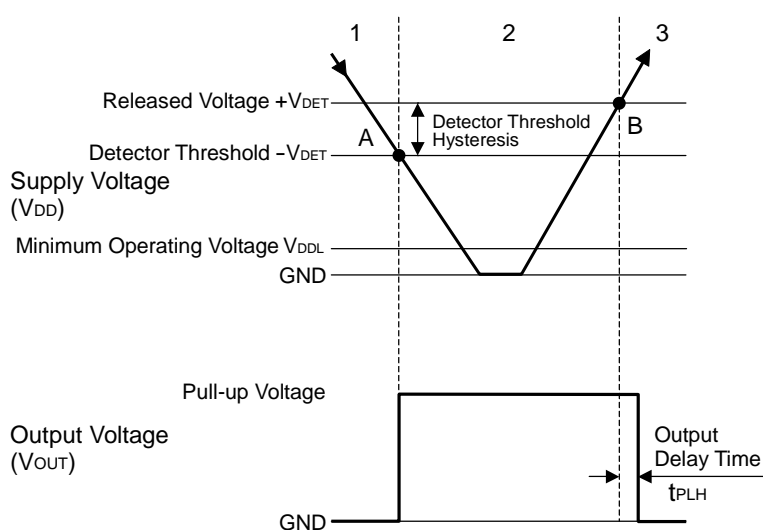 1
2
3
Released Voltage +VDET
A
Detector Threshold
Hysteresis
B
Detector Threshold −VDET
Supply Voltage
(VDD)
Minimum Operating Voltage VDDL
GND
Pull-up Voltage
Output Voltage
(VOUT)
Output
Delay Time
tPLH
GND